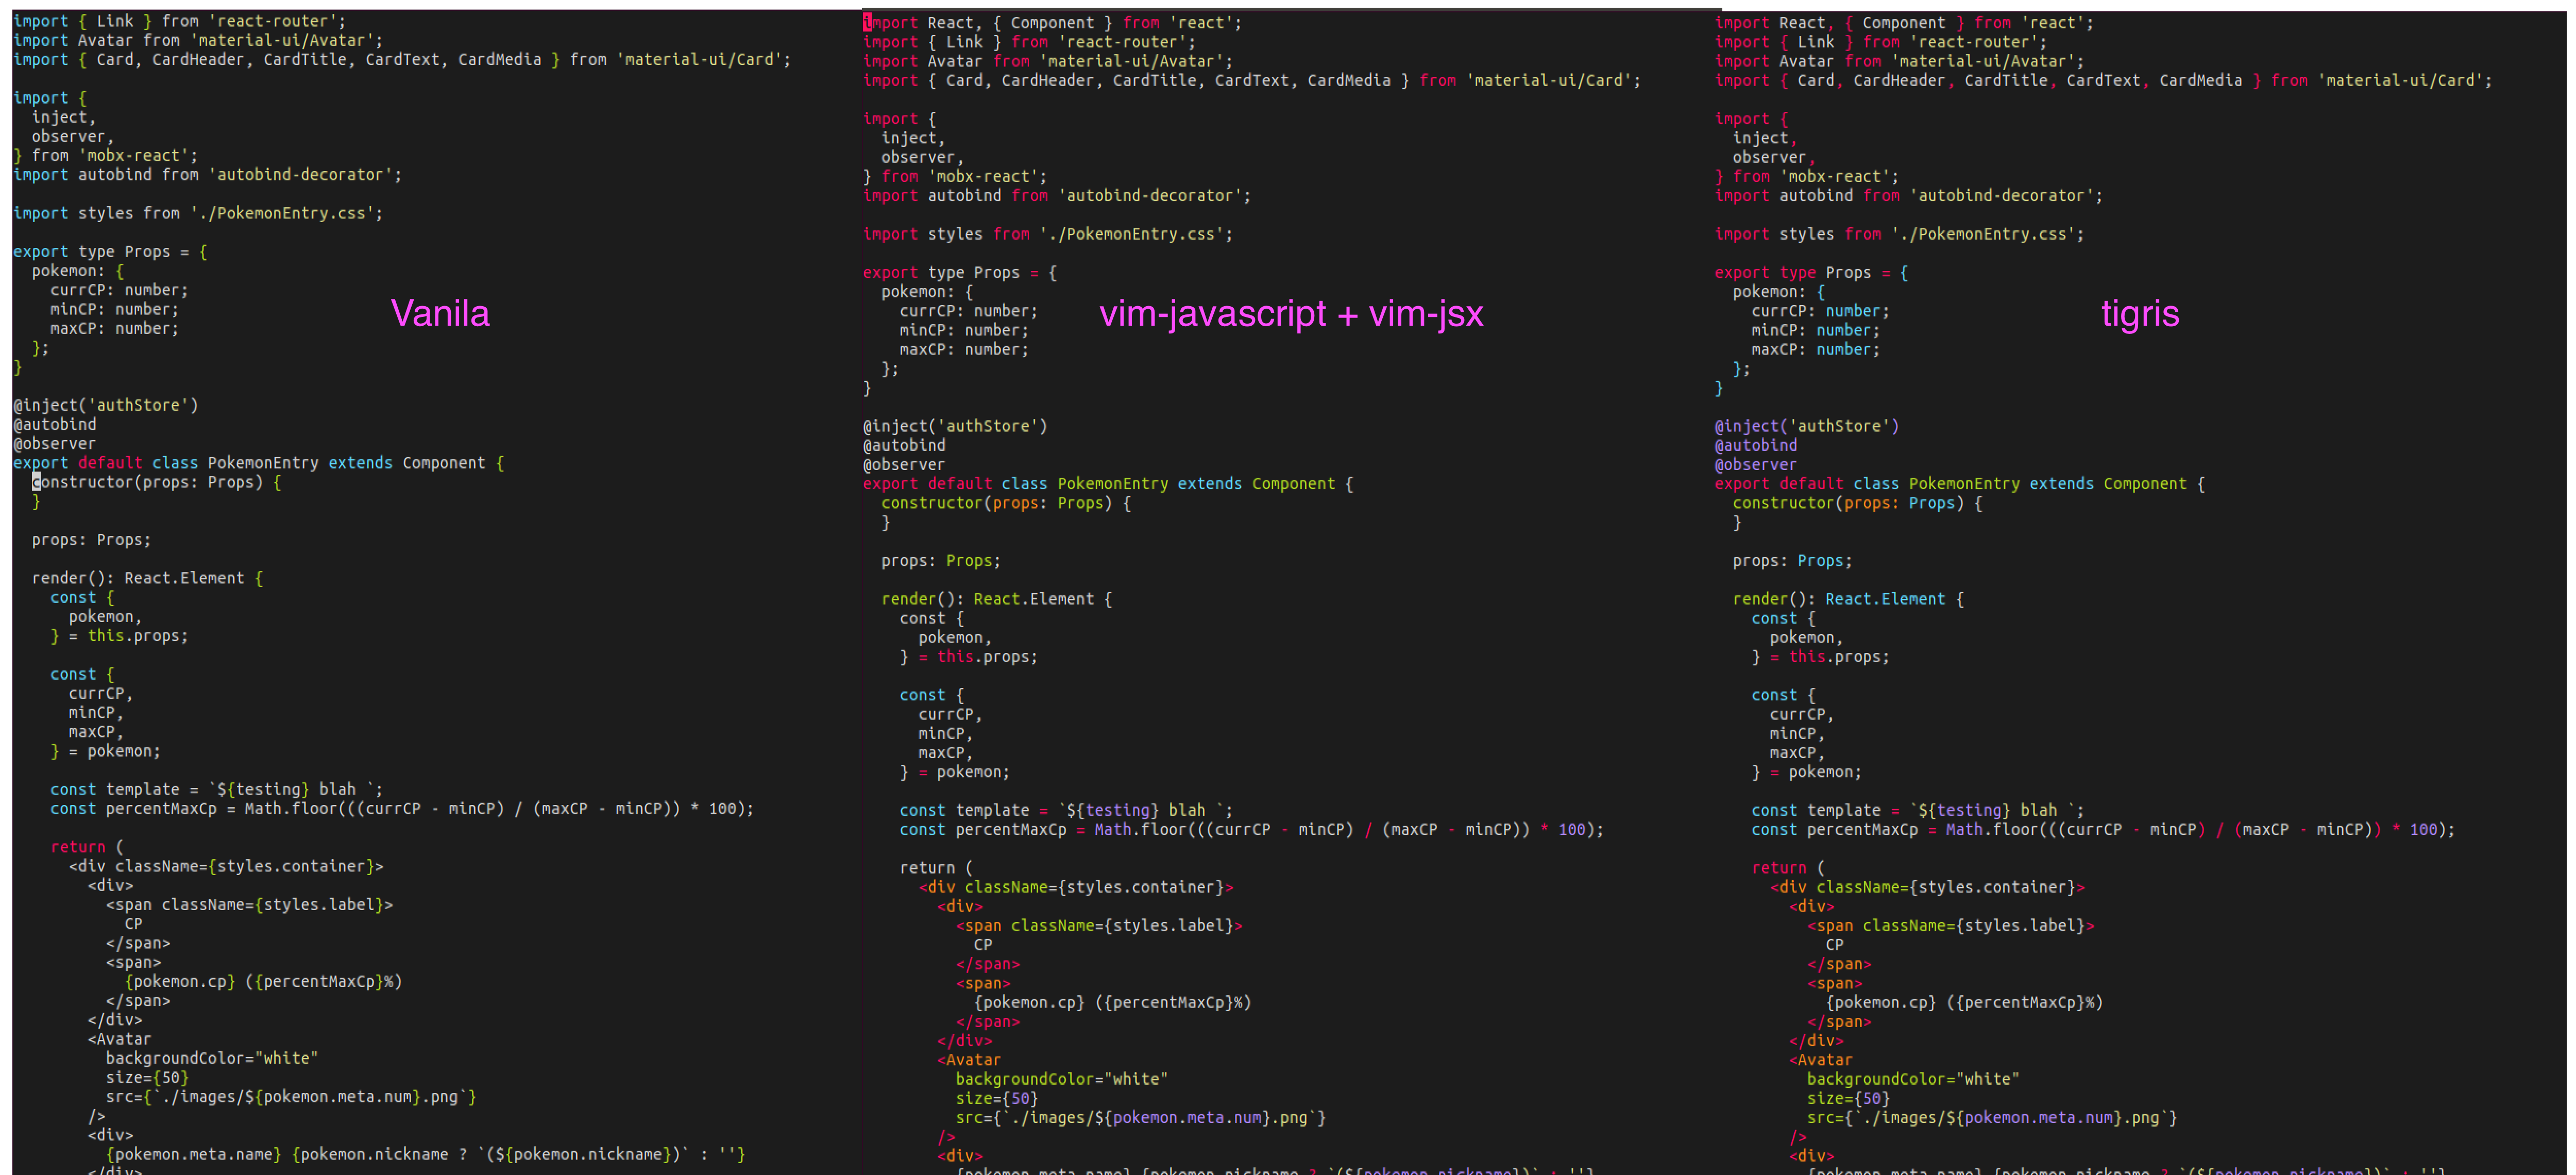 import { Link } from 'react-router';
import Avatar from 'material-ui/Avatar';
import { Card, CardHeader, CardTitle, CardText, CardMedia } from 'material-ui/Card';
import {
inject,
observer,
} from 'mobx-react';
import autobind from 'autobind-decorator';
import styles from './PokemonEntry.css';
export type Props = {
pokemon: {
currCP: number;
minCP: number;
maxCP: number;
};
}
@inject('authStore')
@autobind
@observer
export default class PokemonEntry extends Component {
constructor(props: Props) {
}
props: Props;
render(): React.Element {
const {
pokemon,
} = this.props;
const {
currCP,
minCP,
maxCP,
} = pokemon;
const template = `${testing} blah `;
const percentMaxCp = Math.floor(((currCP - minCP) / (maxCP - minCP)) * 100);
return (
<div className={styles.container}>
<div>
<span className={styles.label}>
CP
</span>
<span>
{pokemon.cp} ({percentMaxCp}%)
</span>
</div>
<Avatar
backgroundColor="white"
size={50}
src={`./images/${pokemon.meta.num}.png`}
/>
<div>
{pokemon.meta.name} {pokemon.nickname ? `(${pokemon.nickname})` : ''}
</div>
Vanila
import React, { Component } from 'react';
import { Link } from 'react-router';
import Avatar from 'material-ui/Avatar';
import { Card, CardHeader, CardTitle, CardText, CardMedia } from 'material-ui/Card';
import {
inject,
observer,
} from 'mobx-react';
import autobind from 'autobind-decorator';
import styles from './PokemonEntry.css';
export type Props = {
pokemon: {
currCP: number;
minCP: number;
maxCP: number;
};
}
@inject('authStore')
@autobind
@observer
export default class PokemonEntry extends Component {
constructor(props: Props) {
}
props: Props;
render(): React.Element {
const {
pokemon,
} = this.props;
const {
currCP,
minCP,
maxCP,
} = pokemon;
const template = `${testing} blah `;
const percentMaxCp = Math.floor(((currCP - minCP) / (maxCP - minCP)) * 100);
return (
<div className={styles.container}>
<div>
<span className={styles.label}>
CP
</span>
<span>
{pokemon.cp} ({percentMaxCp}%)
</span>
</div>
<Avatar
backgroundColor="white"
size={50}
src={`./images/${pokemon.meta.num}.png`}
/>
<div>
{pokemon.meta.name} {pokemon.nickname ? `(${pokemon.nickname})` : ''}
vim-javascript + vim-jsx
import React, { Component } from 'react';
import { Link } from 'react-router';
import Avatar from 'material-ui/Avatar';
import { Card, CardHeader, CardTitle, CardText, CardMedia } from 'material-ui/Card';
import {
inject,
observer,
} from 'mobx-react';
import autobind from 'autobind-decorator';
import styles from './PokemonEntry.css';
export type Props = {
pokemon: {
currCP: number;
minCP: number;
maxCP: number;
};
}
@inject('authStore')
@autobind
@observer
export default class PokemonEntry extends Component {
constructor(props: Props) {
}
props: Props;
render(): React.Element {
const {
pokemon,
} = this.props;
const {
currCP,
minCP,
maxCP,
} = pokemon;
const template = `${testing} blah `;
const percentMaxCp = Math.floor(((currCP - minCP) / (maxCP - minCP)) * 100);
return (
<div className={styles.container}>
<div>
<span className={styles.label}>
CP
</span>
<span>
{pokemon.cp} ({percentMaxCp}%)
</span>
</div>
<Avatar
backgroundColor="white"
size={50}
src={`./images/${pokemon.meta.num}.png`}
/>
<div>
{pokemon.meta.name} {pokemon.nickname ? `(${pokemon.nickname})` : ''}
tigris